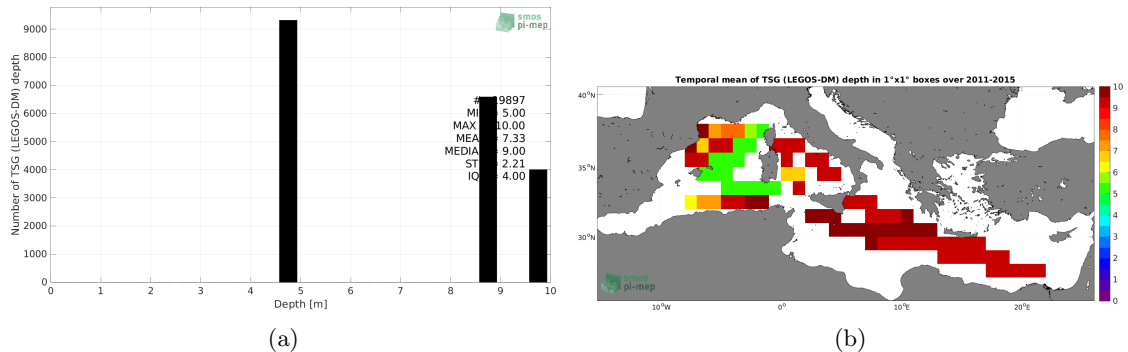 9000
8000
7000
6000
5000
4000
3000
2000
1000
0
Number of TSG (LEGOS-DM) depth
smos
pi-mep
MIN = 5.00
MAX = 10.00
MEAN = 7.33
MEDIAN = 9.00
= 2.21
= 4.00
0 1 2 3 4 5 6 7 8 9 10
Depth [m]
(a)
Temporal mean of TSG (LEGOS-DM) depth in 1°x1° boxes over 2011-2015
40°N
35°N
30°N
10°W 0° 10°E 20°E
smos
pi-mep
10
9
8
7
6
5
4
3
2
1
0
(b)